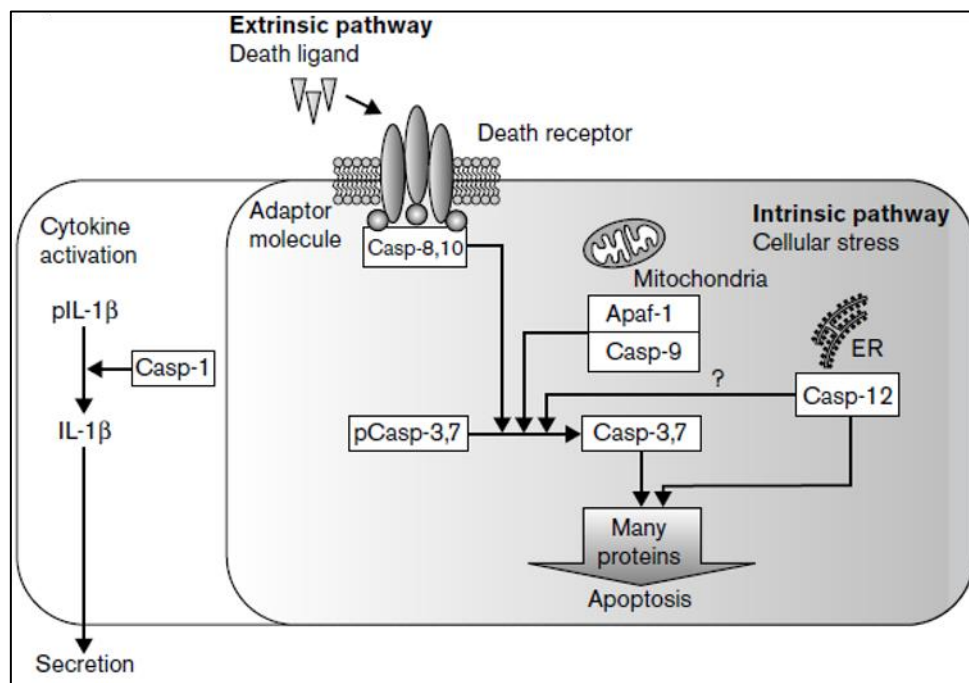 Extrinsic pathway
Death ligand
Death receptor
Cytokine
activation
Adaptor
molecule
Casp-8,10
Intrinsic pathway
Cellular stress
Mitochondria
pIL-1β
Casp-1
IL-1β
Apaf-1
Casp-9
ER
?
Casp-12
pCasp-3,7
Casp-3,7
Many
proteins
Apoptosis
Secretion